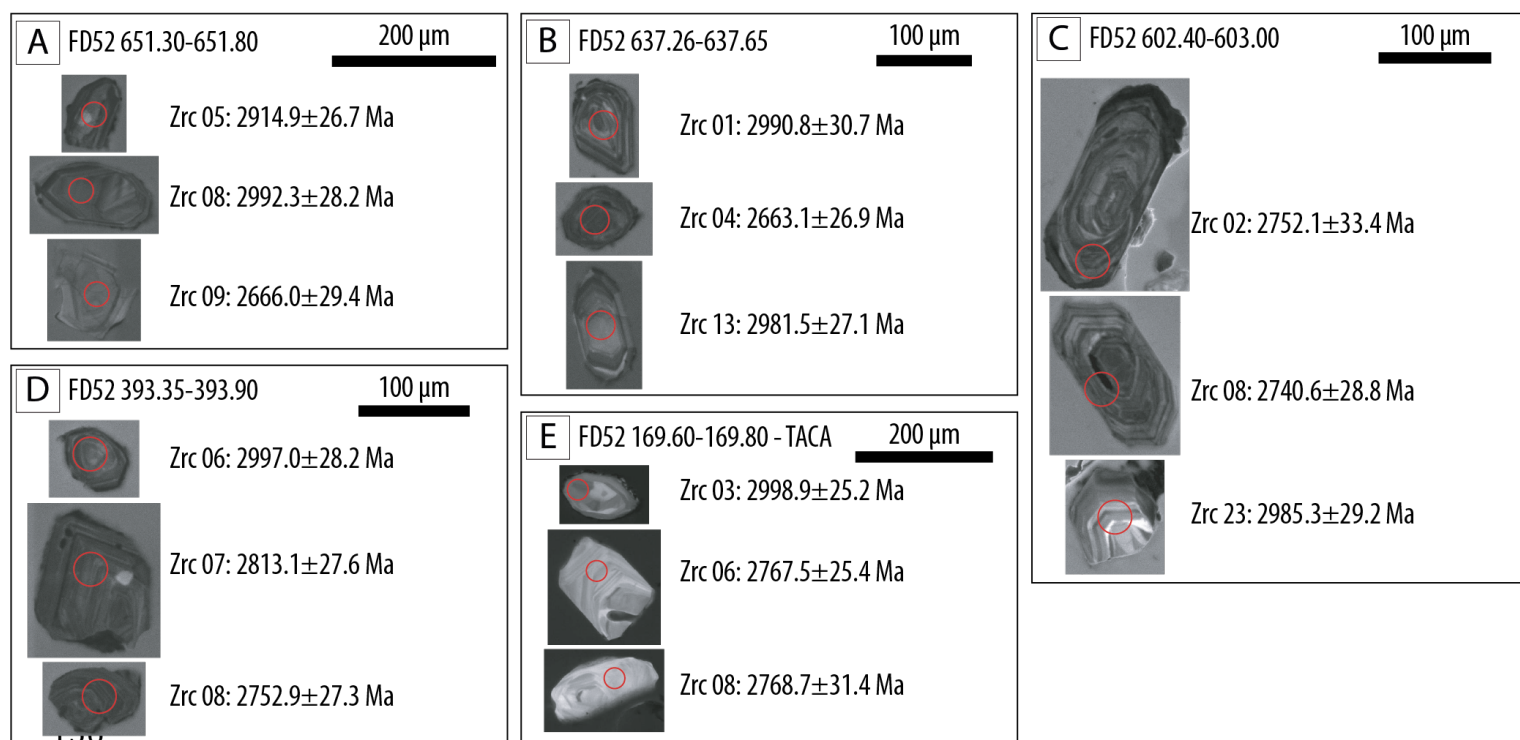 A FD52 651.30-651.80 200 µm
Zrc 05: 2914.9±26.7 Ma
Zrc 08: 2992.3±28.2 Ma
Zrc 09: 2666.0±29.4 Ma
B FD52 637.26-637.65 100 µm
Zrc 01: 2990.8±30.7 Ma
Zrc 04: 2663.1±26.9 Ma
Zrc 13: 2981.5±27.1 Ma
C FD52 602.40-603.00 100 µm
Zrc 02: 2752.1±33.4 Ma
Zrc 08: 2740.6±28.8 Ma
Zrc 23: 2985.3±29.2 Ma
D FD52 393.35-393.90 100 µm
Zrc 06: 2997.0±28.2 Ma
Zrc 07: 2813.1±27.6 Ma
Zrc 08: 2752.9±27.3 Ma
E FD52 169.60-169.80 - TACA 200 µm
Zrc 03: 2998.9±25.2 Ma
Zrc 06: 2767.5±25.4 Ma
Zrc 08: 2768.7±31.4 Ma